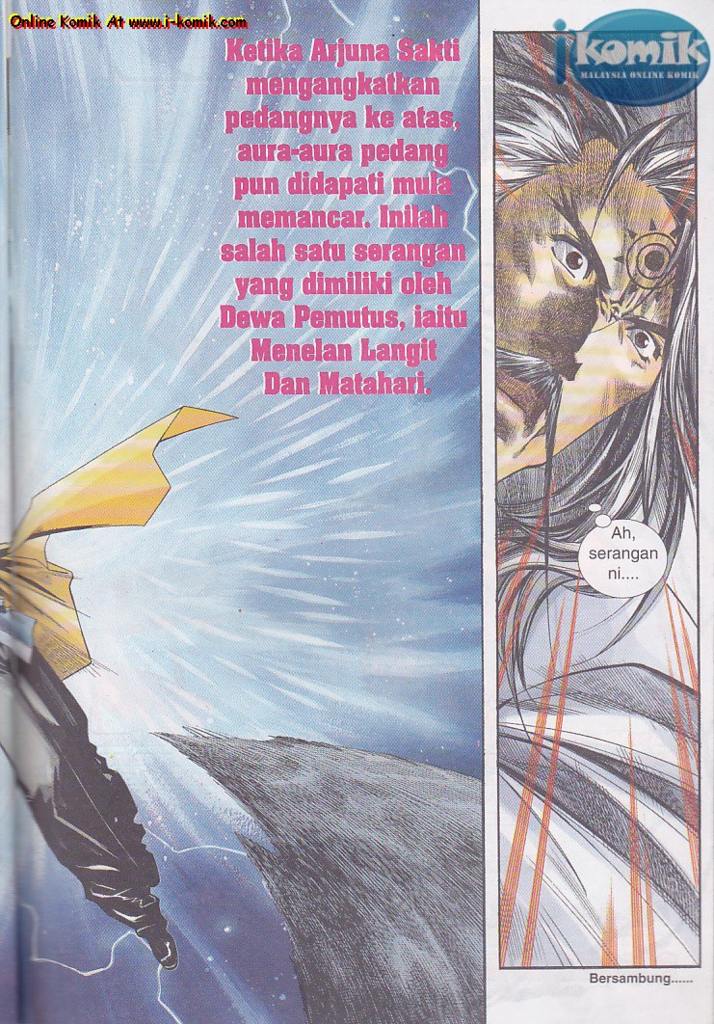 Online Komik At www.i-komik.com
ikomik
MALAYSIA ONLINE KOMIK
Ketika Arjuna Sakti
mengangkatkan
pedangnya ke atas,
aura-aura pedang
pun didapati mula
memancar. Inilah
salah satu serangan
yang dimiliki oleh
Dewa Pemutus, iaitu
Menelan Langit
Dan Matahari.
Ah,
serangan
ni....
Bersambung......